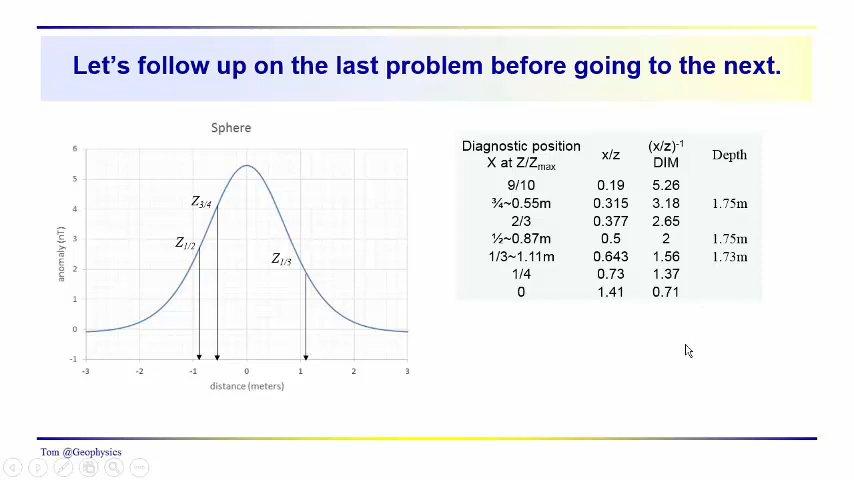 Let's follow up on the last problem before going to the next.
Sphere
6
5
4
3
2
1
0
-1
anomaly (nT)
Z3/4
Z1/2
Z1/3
-3 -2 -1 0 1 2 3
distance (meters)
Diagnostic position X at Z/Zmax x/z (x/z)-1 DIM Depth
9/10 0.19 5.26
¾~0.55m 0.315 3.18 1.75m
2/3 0.377 2.65
½~0.87m 0.5 2 1.75m
1/3~1.11m 0.643 1.56 1.73m
1/4 0.73 1.37
0 1.41 0.71
Tom @Geophysics